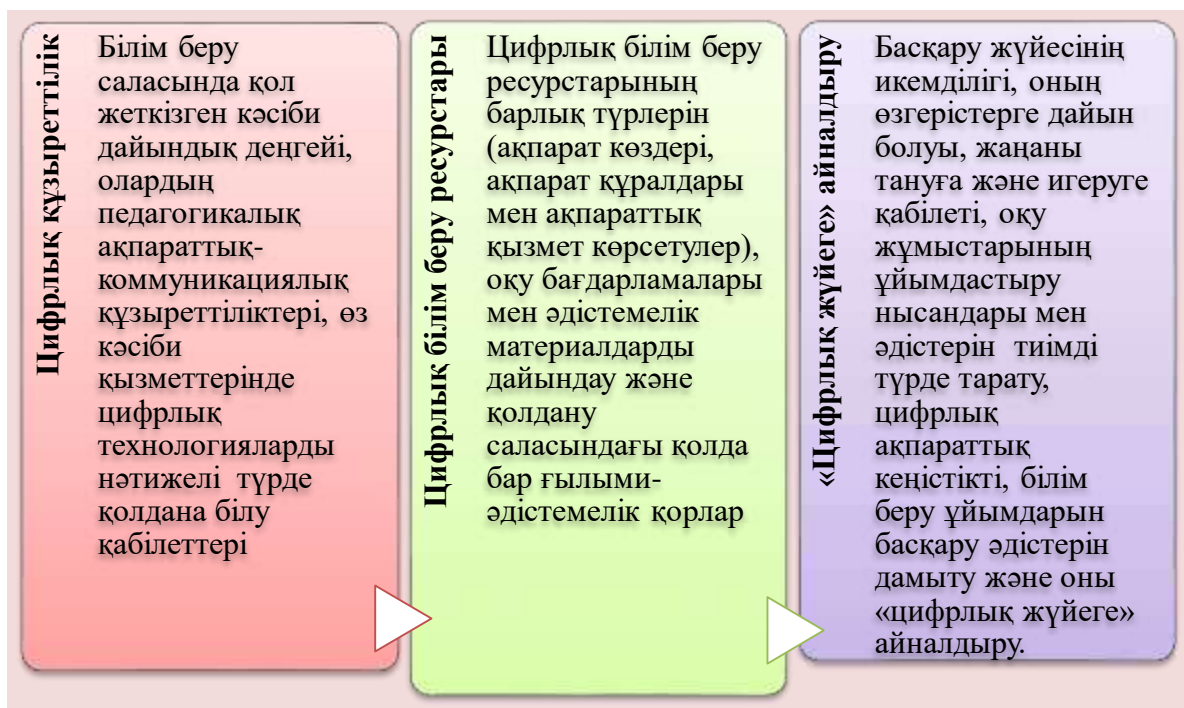 Цифрлық құзыреттілік
Білім беру
саласында қол
жеткізген кәсіби
дайындық деңгейі,
олардың
педагогикалық
ақпараттық-
коммуникациялық
құзыреттіліктері, өз
кәсіби
қызметтерінде
цифрлық
технологияларды
нәтижелі түрде
қолдана білу
қабілеттері
Цифрлық білім беру ресурстары
Цифрлық білім беру
ресурстарының
барлық түрлерін
(ақпарат көздері,
ақпарат құралдары
мен ақпараттық
қызмет көрсетулер),
оқу бағдарламалары
мен әдістемелік
материалдарды
дайындау және
қолдану
саласындағы қолда
бар ғылыми-
әдістемелік қорлар
«Цифрлық жүйеге» айналдыру
Басқару жүйесінің
икемділігі, оның
өзгерістерге дайын
болуы, жаңаны
тануға және игеруге
қабілеті, оқу
жұмыстарының
ұйымдастыру
нысандары мен
әдістерін тиімді
түрде тарату,
цифрлық
ақпараттық
кеңістікті, білім
беру ұйымдарын
басқару әдістерін
дамыту және оны
«цифрлық жүйеге»
айналдыру.